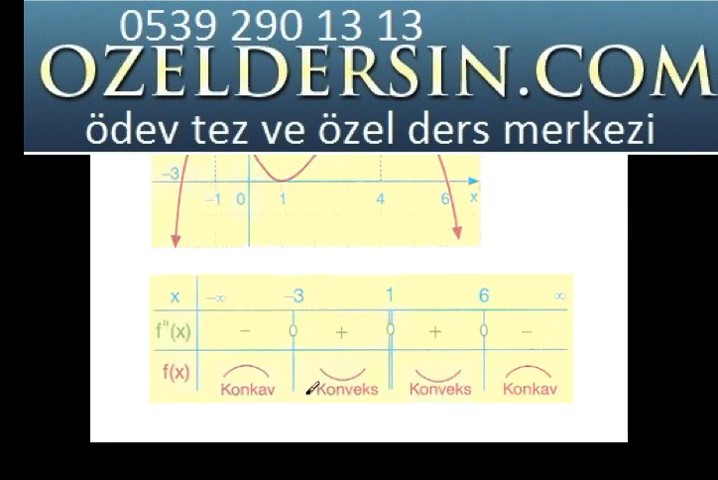 0539 290 13 13
OZELDERSIN.COM
ödev tez ve özel ders merkezi
-3
-1 0 1 4 6 x
x -∞ -3 1 6 ∞
f"(x) - 0 + 0 + 0 -
f(x)
Konkav Konveks Konveks Konkav